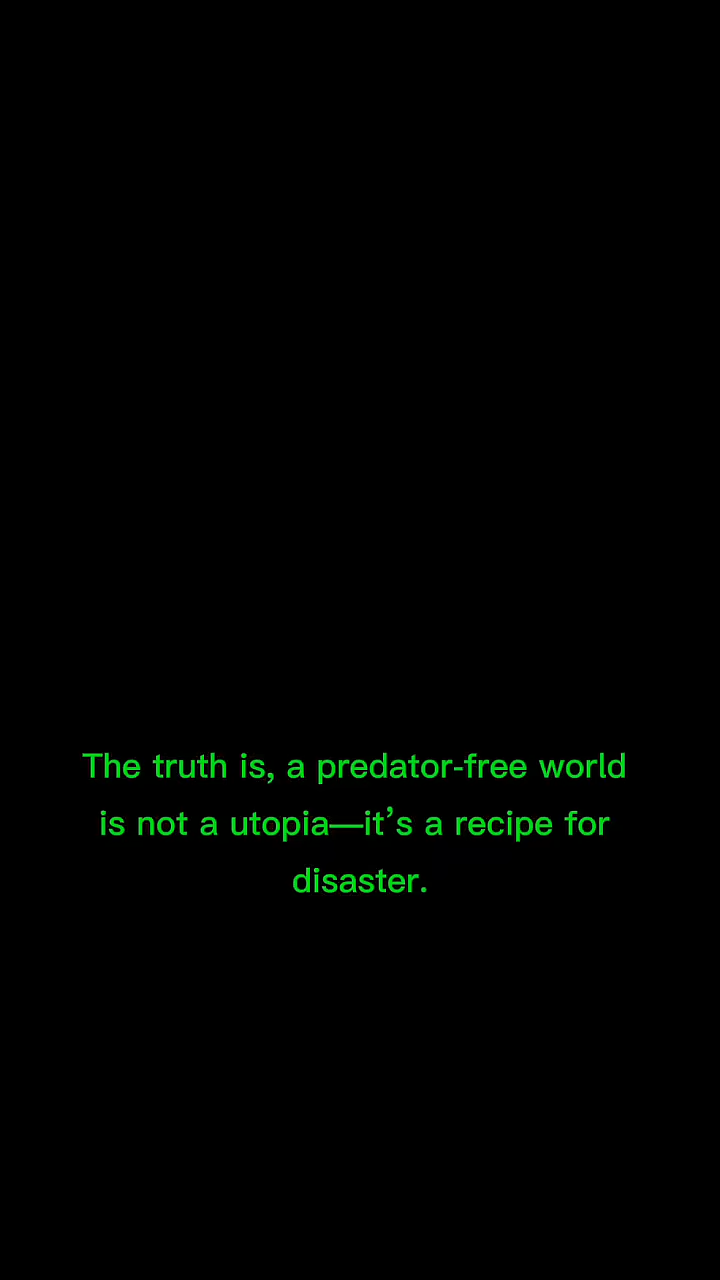 The truth is, a predator-free world
is not a utopia—it’s a recipe for
disaster.